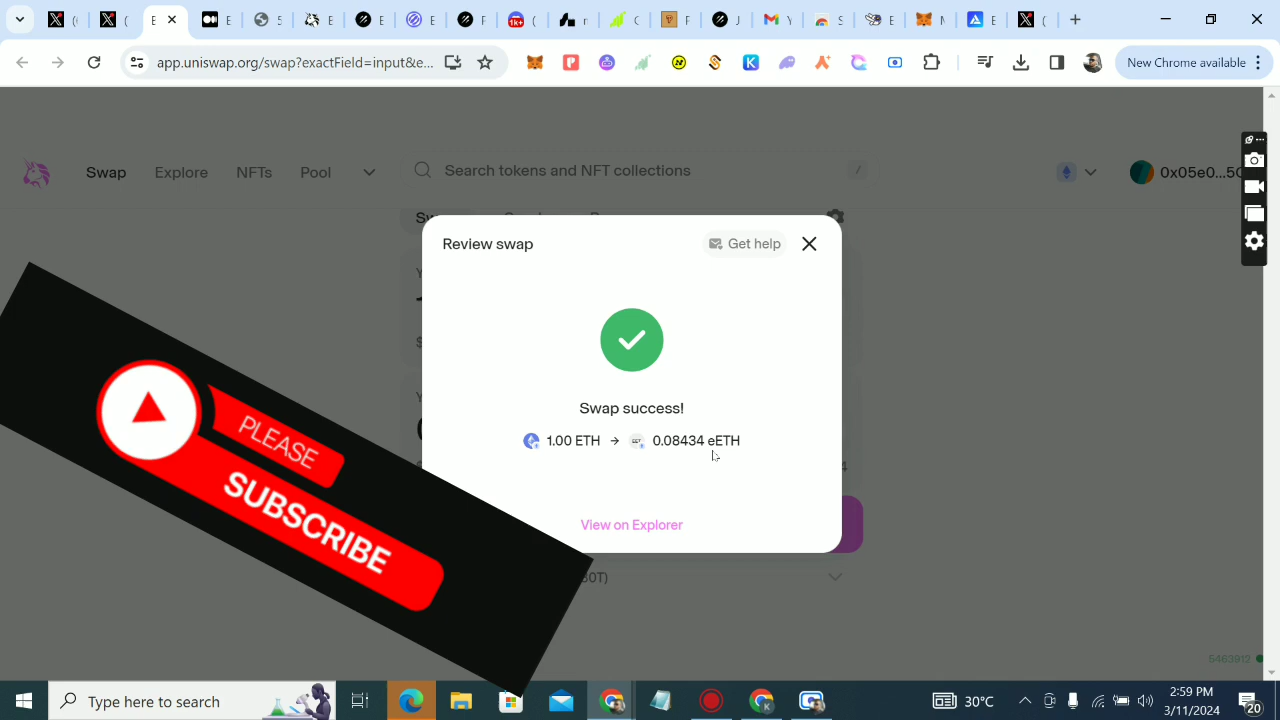 app.uniswap.org/swap?exactField=input&e...
New Chrome available
Swap
Explore
NFTs
Pool
Search tokens and NFT collections
/
Review swap
Get help
Swap success!
1.00 ETH → 0.08434 eETH
View on Explorer
PLEASE
SUBSCRIBE
5463912
Type here to search
30°C
2:59 PM
3/11/2024
20